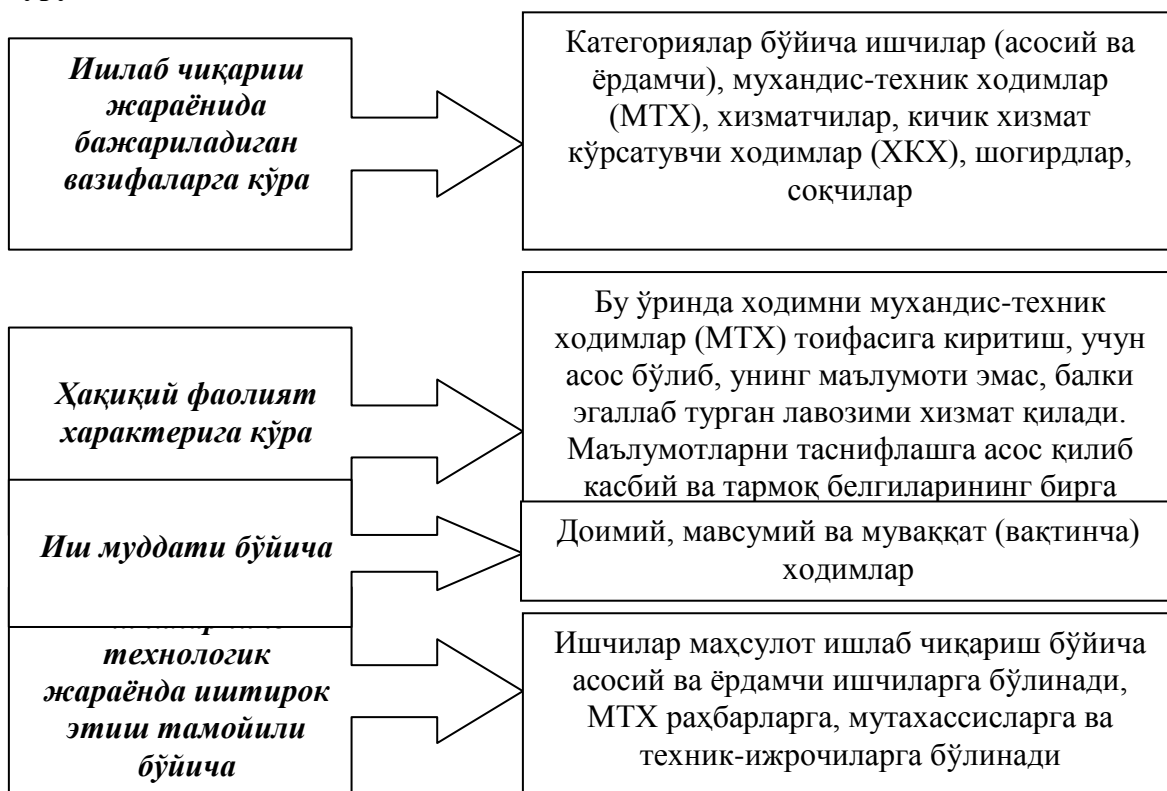 Ишлаб чиқариш
жараёнида
бажариладиган
вазифаларга кўра
Категориялар бўйича ишчилар (асосий ва
ёрдамчи), мухандис-техник ходимлар
(МТХ), хизматчилар, кичик хизмат
кўрсатувчи ходимлар (ХКХ), шогирдлар,
соқчилар
Ҳақиқий фаолият
характерига кўра
Бу ўринда ходимни мухандис-техник
ходимлар (МТХ) тоифасига киритиш, учун
асос бўлиб, унинг маълумоти эмас, балки
эгаллаб турган лавозими хизмат қилади.
Маълумотларни таснифлашга асос қилиб
касбий ва тармоқ белгиларининг бирга
Иш муддати бўйича
Доимий, мавсумий ва муваққат (вақтинча)
ходимлар
технологик
жараёнда иштирок
этиш тамойили
бўйича
Ишчилар маҳсулот ишлаб чиқариш бўйича
асосий ва ёрдамчи ишчиларга бўлинади,
МТХ раҳбарларга, мутахассисларга ва
техник-ижрочиларга бўлинади